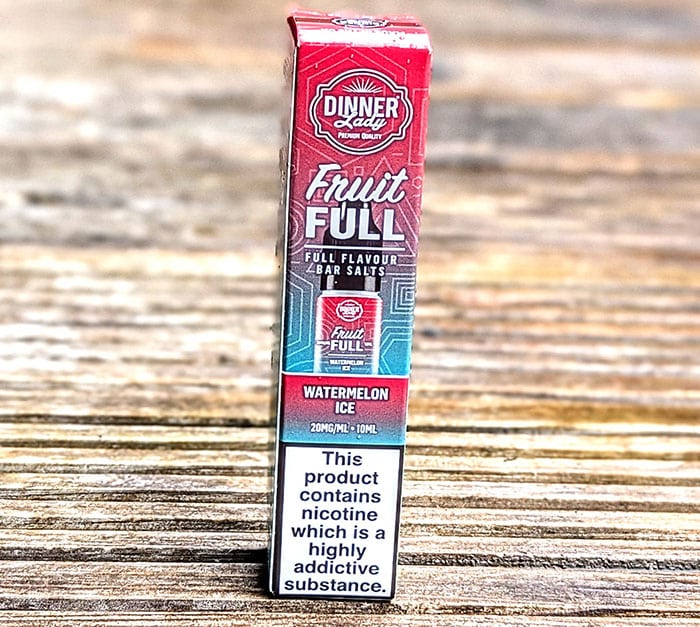 DINNER
Lady
PREMIUM QUALITY
Fruit
FULL
FULL FLAVOUR
BAR SALTS
Fruit
FULL
WATERMELON
ICE
WATERMELON
ICE
20MG/ML • 10ML
This
product
contains
nicotine
which is a
highly
addictive
substance.